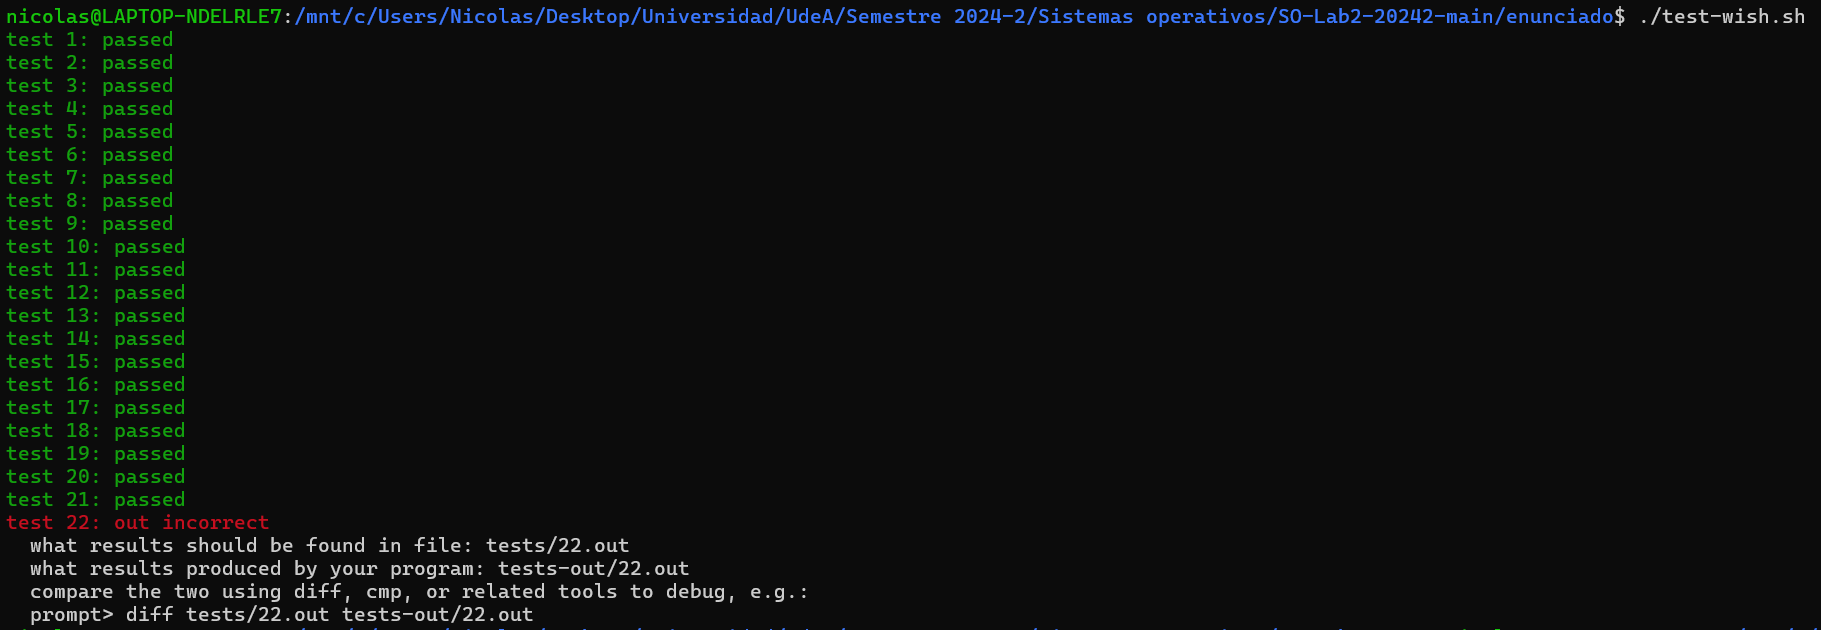 nicolas@LAPTOP-NDELRLE7:/mnt/c/Users/Nicolas/Desktop/Universidad/UdeA/Semestre 2024-2/Sistemas operativos/SO-Lab2-20242-main/enunciado$ ./test-wish.sh
test 1: passed
test 2: passed
test 3: passed
test 4: passed
test 5: passed
test 6: passed
test 7: passed
test 8: passed
test 9: passed
test 10: passed
test 11: passed
test 12: passed
test 13: passed
test 14: passed
test 15: passed
test 16: passed
test 17: passed
test 18: passed
test 19: passed
test 20: passed
test 21: passed
test 22: out incorrect
  what results should be found in file: tests/22.out
  what results produced by your program: tests-out/22.out
  compare the two using diff, cmp, or related tools to debug, e.g.:
  prompt> diff tests/22.out tests-out/22.out